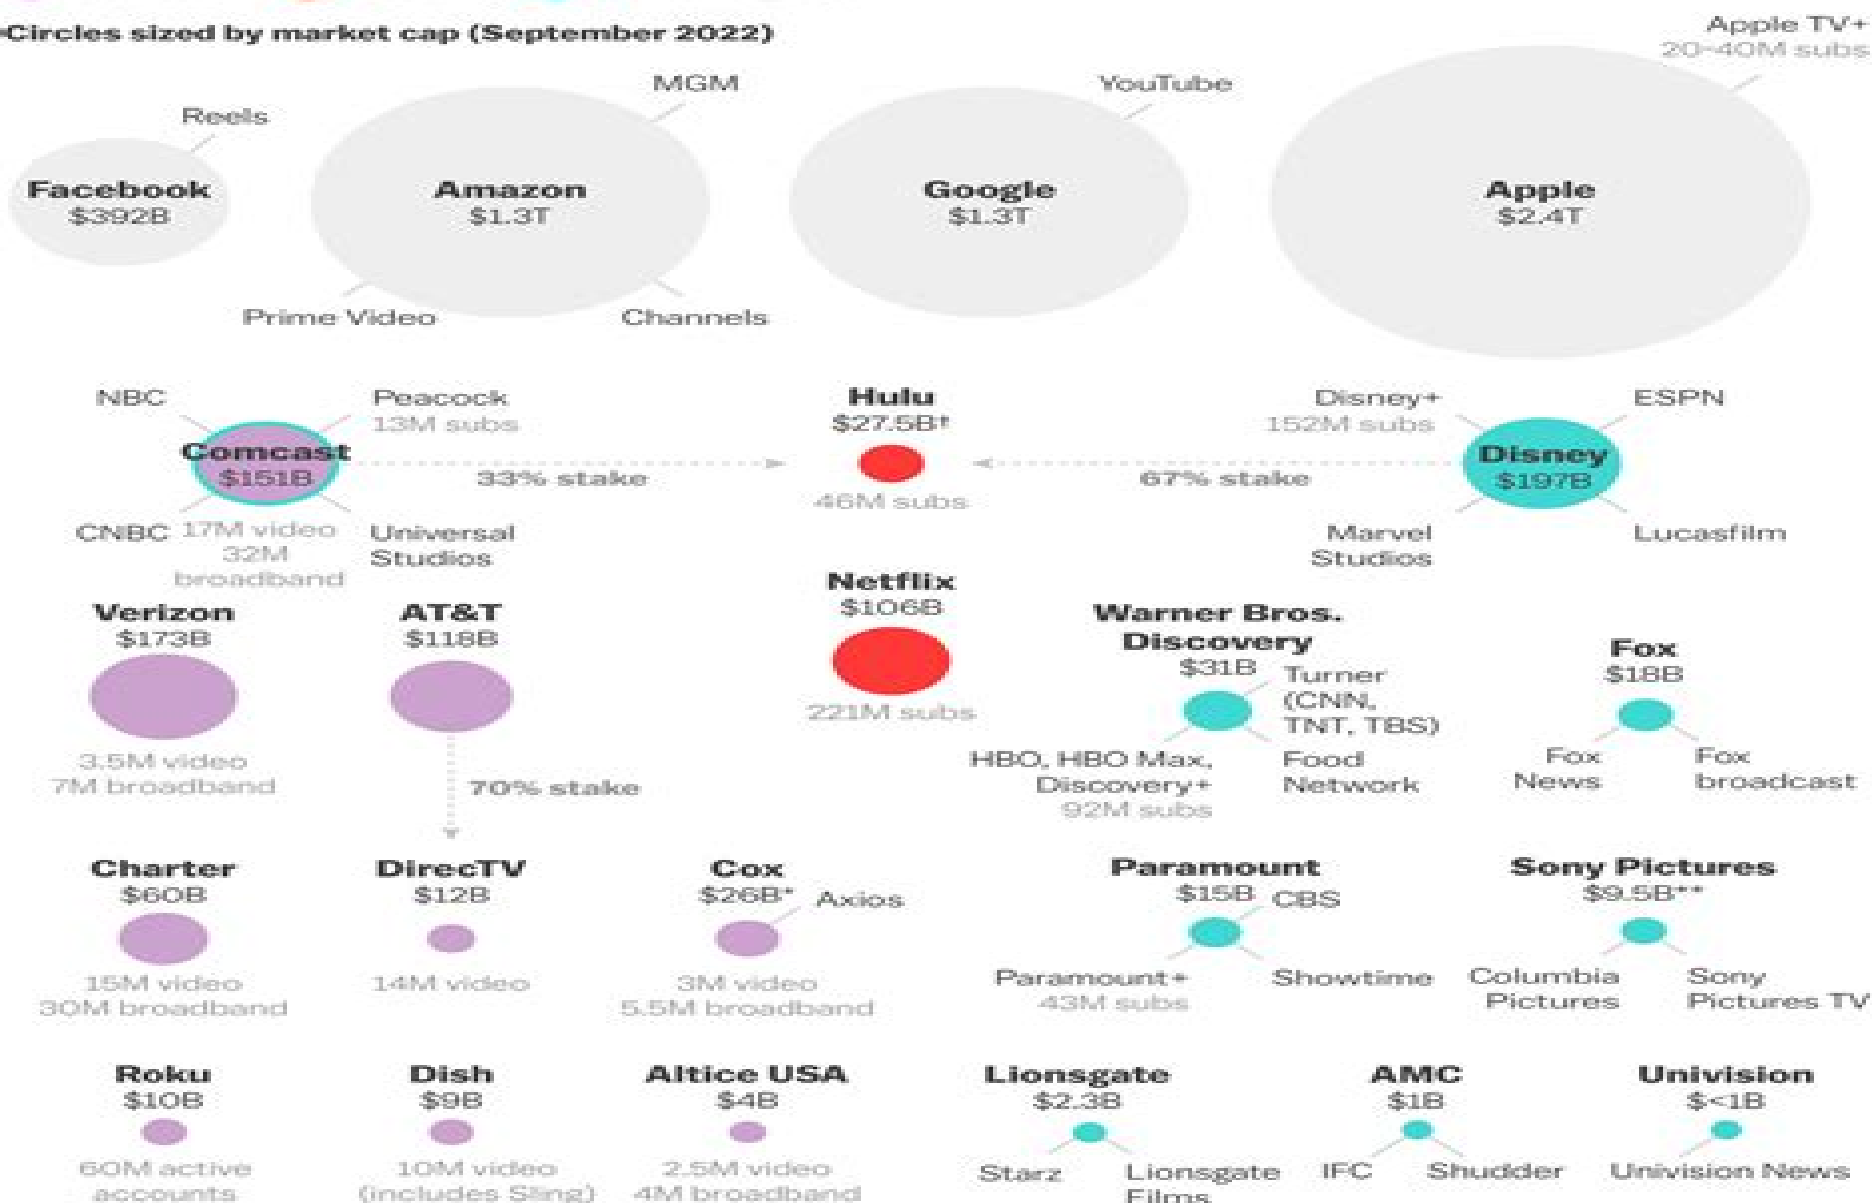 Circles sized by market cap (September 2022)
Apple TV+
20-40M subs
MGM
YouTube
Reels
Facebook
$392B
Amazon
$1.3T
Google
$1.3T
Apple
$2.4T
Prime Video
Channels
NBC
Peacock
13M subs
Comcast
$151B
33% stake
CNBC
17M video
32M
broadband
Universal
Studios
Hulu
$27.5B†
46M subs
Disney+
152M subs
ESPN
67% stake
Disney
$197B
Marvel
Studios
Lucasfilm
Verizon
$173B
3.5M video
7M broadband
AT&T
$118B
70% stake
Netflix
$106B
221M subs
Warner Bros.
Discovery
$31B
Turner
(CNN,
TNT, TBS)
HBO, HBO Max,
Discovery+
92M subs
Food
Network
Fox
$18B
Fox
News
Fox
broadcast
Charter
$60B
15M video
30M broadband
DirecTV
$12B
14M video
Cox
$26B*
Axios
3M video
5.5M broadband
Paramount
$15B
CBS
Paramount+
43M subs
Showtime
Sony Pictures
$9.5B**
Columbia
Pictures
Sony
Pictures TV
Roku
$10B
60M active
accounts
Dish
$9B
10M video
(includes Sling)
Altice USA
$4B
2.5M video
4M broadband
Lionsgate
$2.3B
Starz
Lionsgate
Films
AMC
$1B
IFC
Shudder
Univision
$<1B
Univision News